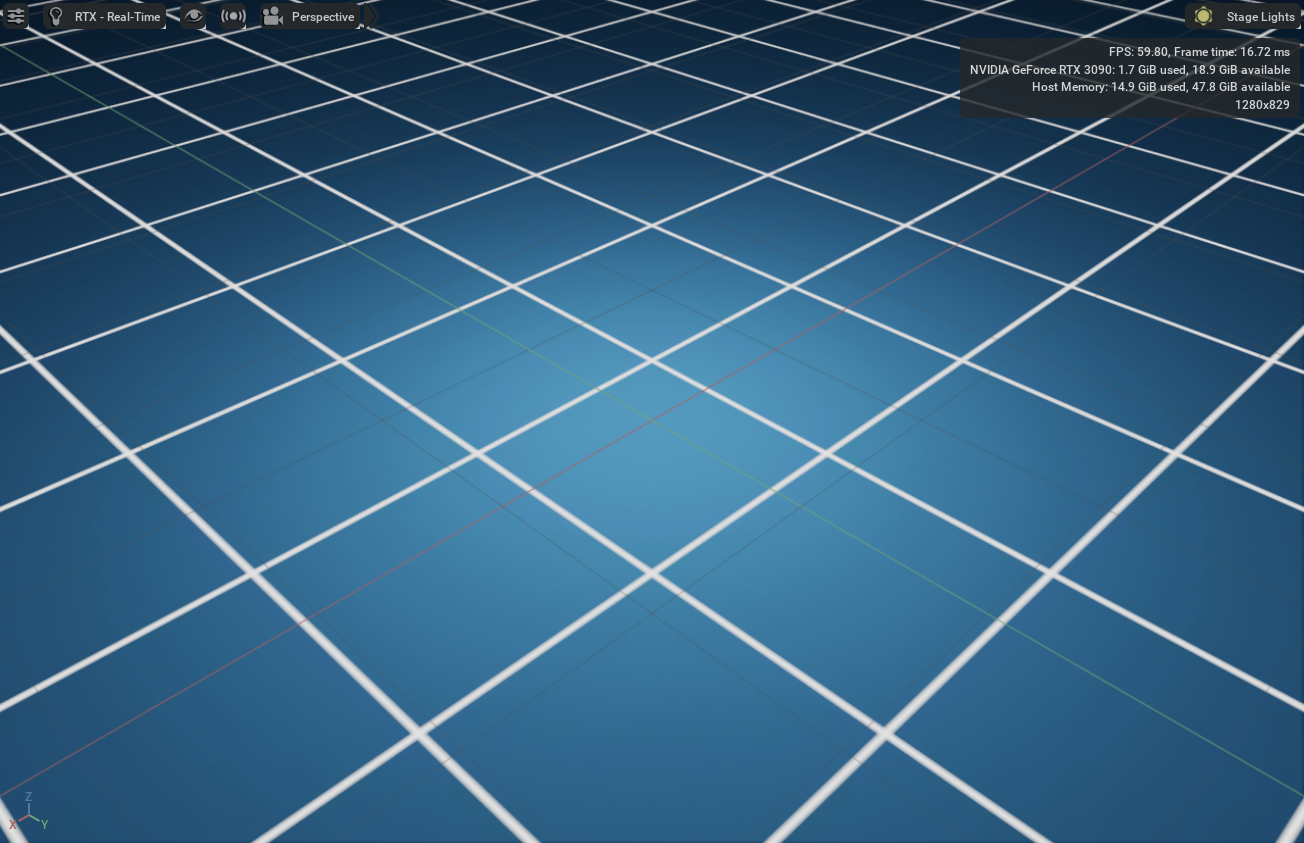 RTX - Real-Time
Perspective
Stage Lights
FPS: 59.80, Frame time: 16.72 ms
NVIDIA GeForce RTX 3090: 1.7 GiB used, 18.9 GiB available
Host Memory: 14.9 GiB used, 47.8 GiB available
1280x829
Z
X
Y